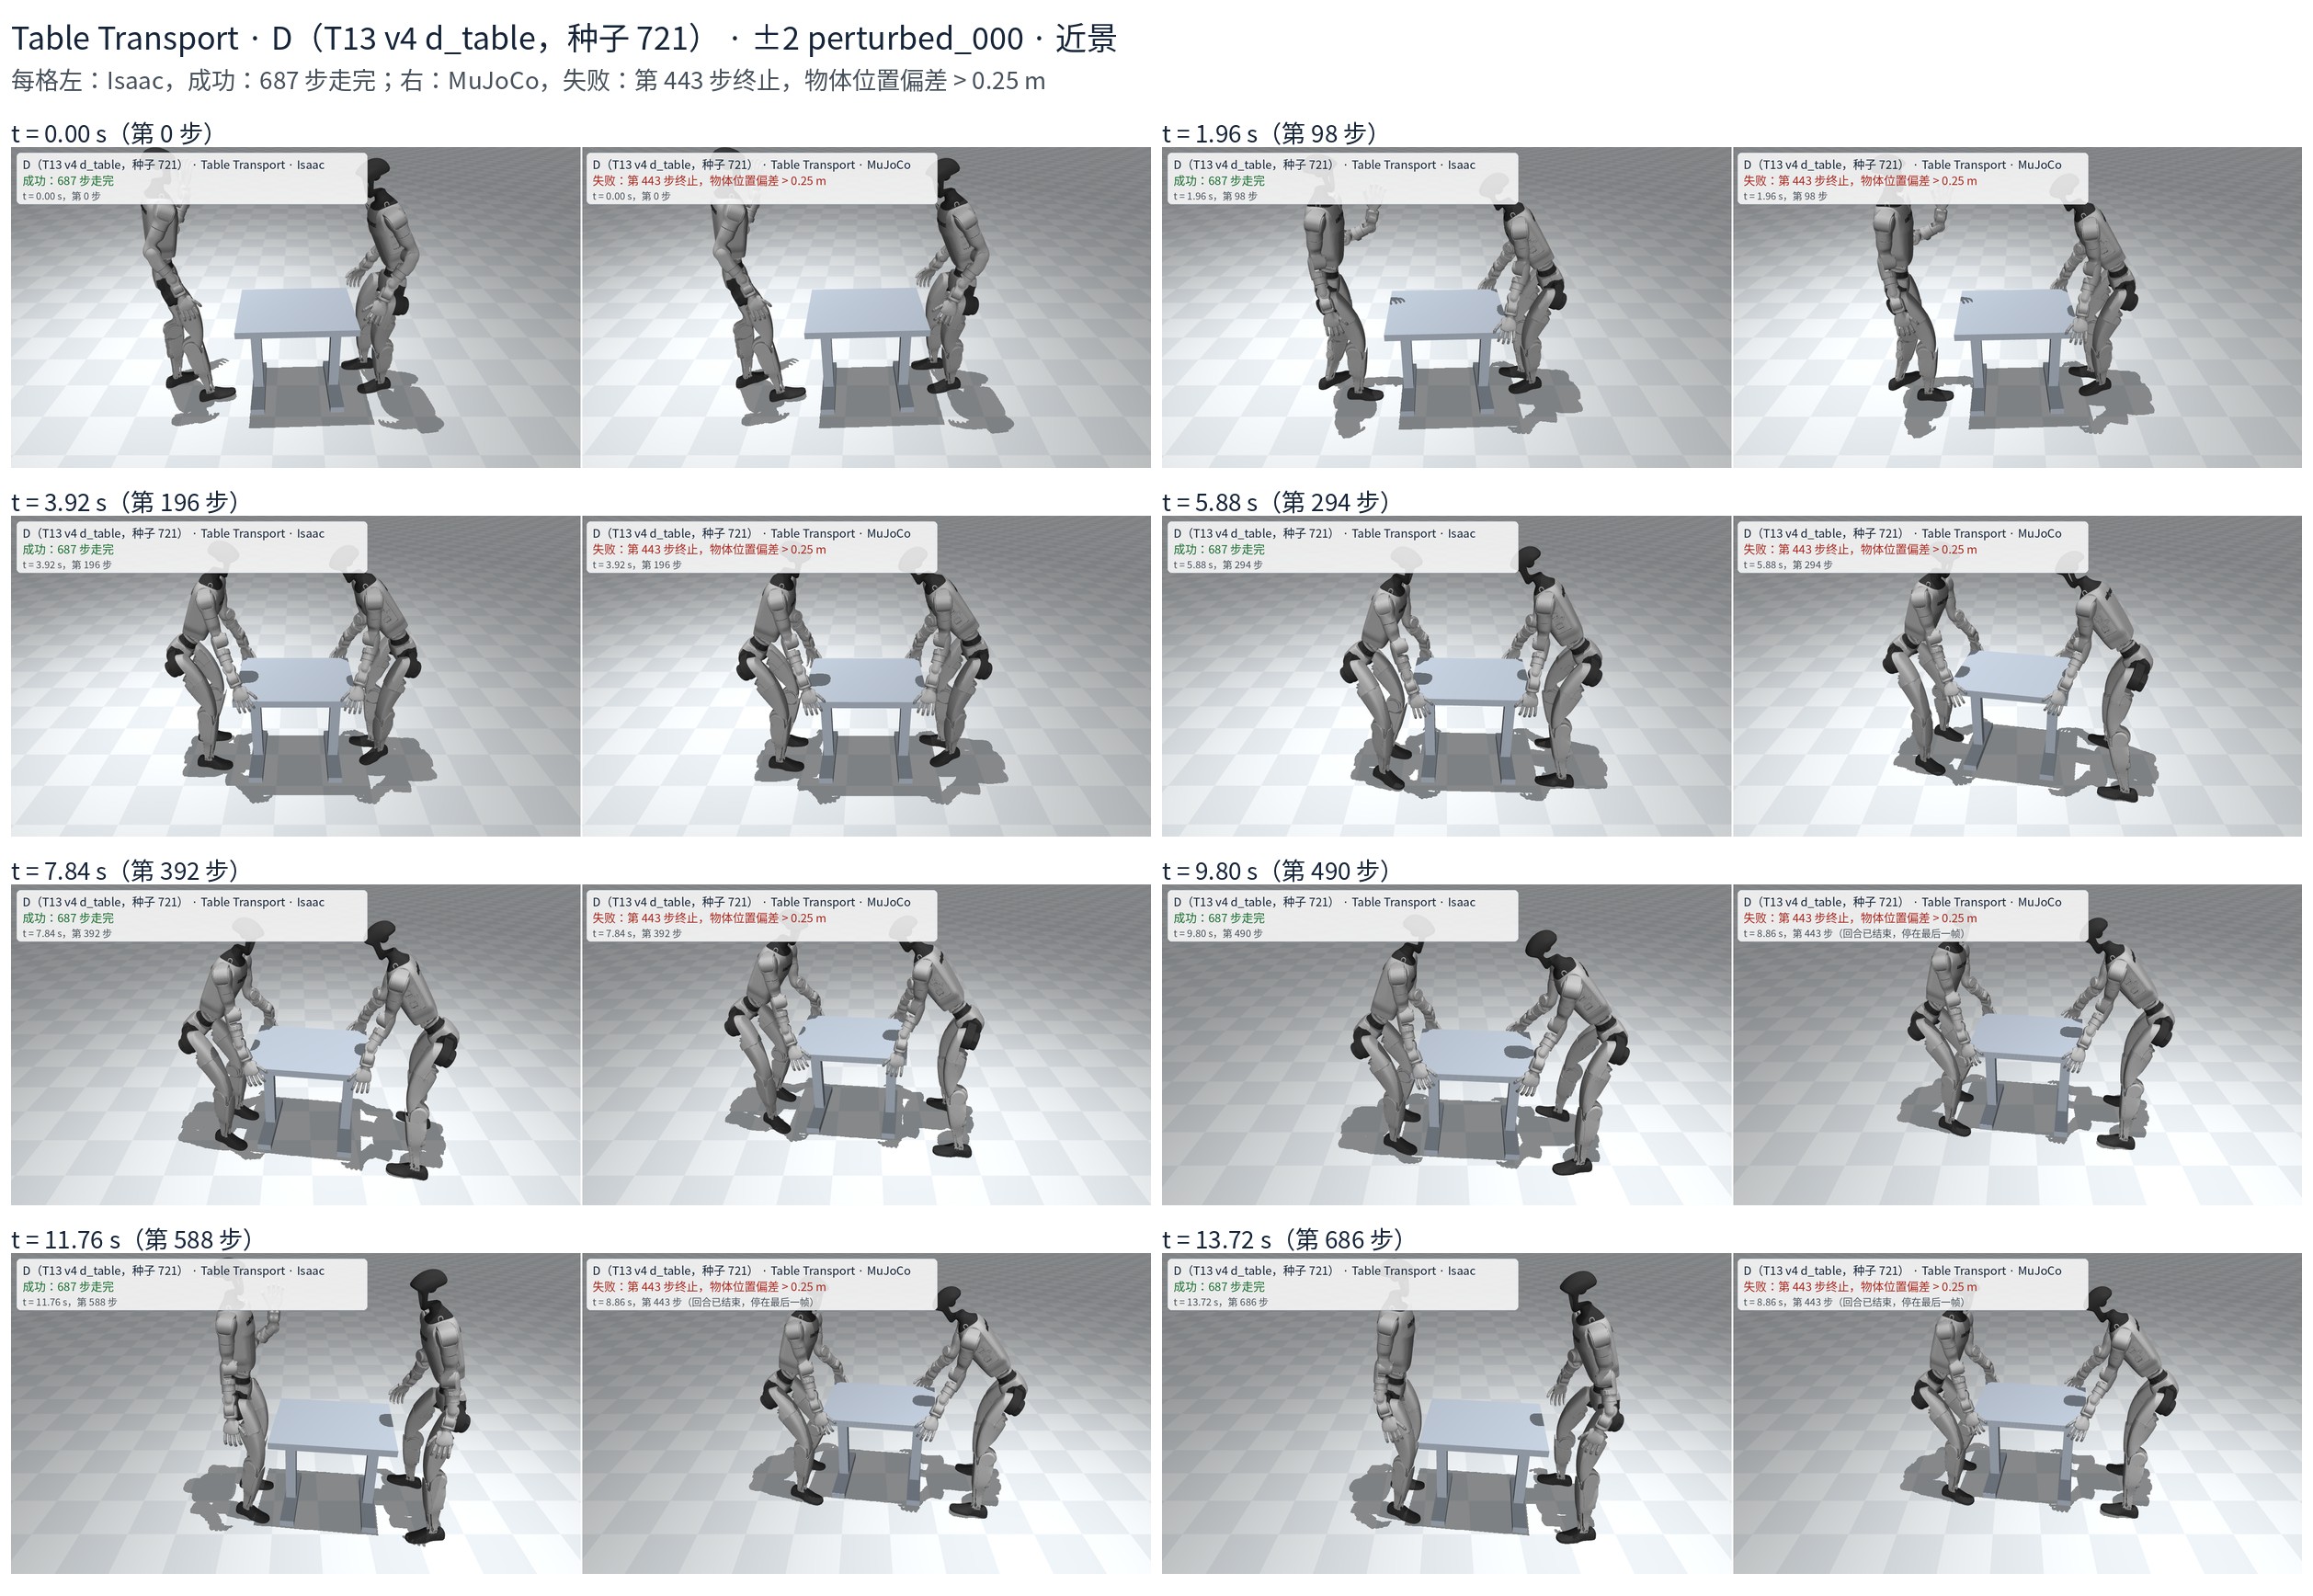 Table Transport · D（T13 v4 d_table，种子 721） · ±2 perturbed_000 · 近景
每格左：Isaac，成功：687 步走完；右：MuJoCo，失败：第 443 步终止，物体位置偏差 > 0.25 m
t = 0.00 s（第 0 步）
D（T13 v4 d_table，种子 721） · Table Transport · Isaac
成功：687 步走完
t = 0.00 s，第 0 步
D（T13 v4 d_table，种子 721） · Table Transport · MuJoCo
失败：第 443 步终止，物体位置偏差 > 0.25 m
t = 0.00 s，第 0 步
t = 1.96 s（第 98 步）
D（T13 v4 d_table，种子 721） · Table Transport · Isaac
成功：687 步走完
t = 1.96 s，第 98 步
D（T13 v4 d_table，种子 721） · Table Transport · MuJoCo
失败：第 443 步终止，物体位置偏差 > 0.25 m
t = 1.96 s，第 98 步
t = 3.92 s（第 196 步）
D（T13 v4 d_table，种子 721） · Table Transport · Isaac
成功：687 步走完
t = 3.92 s，第 196 步
D（T13 v4 d_table，种子 721） · Table Transport · MuJoCo
失败：第 443 步终止，物体位置偏差 > 0.25 m
t = 3.92 s，第 196 步
t = 5.88 s（第 294 步）
D（T13 v4 d_table，种子 721） · Table Transport · Isaac
成功：687 步走完
t = 5.88 s，第 294 步
D（T13 v4 d_table，种子 721） · Table Transport · MuJoCo
失败：第 443 步终止，物体位置偏差 > 0.25 m
t = 5.88 s，第 294 步
t = 7.84 s（第 392 步）
D（T13 v4 d_table，种子 721） · Table Transport · Isaac
成功：687 步走完
t = 7.84 s，第 392 步
D（T13 v4 d_table，种子 721） · Table Transport · MuJoCo
失败：第 443 步终止，物体位置偏差 > 0.25 m
t = 7.84 s，第 392 步
t = 9.80 s（第 490 步）
D（T13 v4 d_table，种子 721） · Table Transport · Isaac
成功：687 步走完
t = 9.80 s，第 490 步
D（T13 v4 d_table，种子 721） · Table Transport · MuJoCo
失败：第 443 步终止，物体位置偏差 > 0.25 m
t = 8.86 s，第 443 步（回合已结束，停在最后一帧）
t = 11.76 s（第 588 步）
D（T13 v4 d_table，种子 721） · Table Transport · Isaac
成功：687 步走完
t = 11.76 s，第 588 步
D（T13 v4 d_table，种子 721） · Table Transport · MuJoCo
失败：第 443 步终止，物体位置偏差 > 0.25 m
t = 8.86 s，第 443 步（回合已结束，停在最后一帧）
t = 13.72 s（第 686 步）
D（T13 v4 d_table，种子 721） · Table Transport · Isaac
成功：687 步走完
t = 13.72 s，第 686 步
D（T13 v4 d_table，种子 721） · Table Transport · MuJoCo
失败：第 443 步终止，物体位置偏差 > 0.25 m
t = 8.86 s，第 443 步（回合已结束，停在最后一帧）